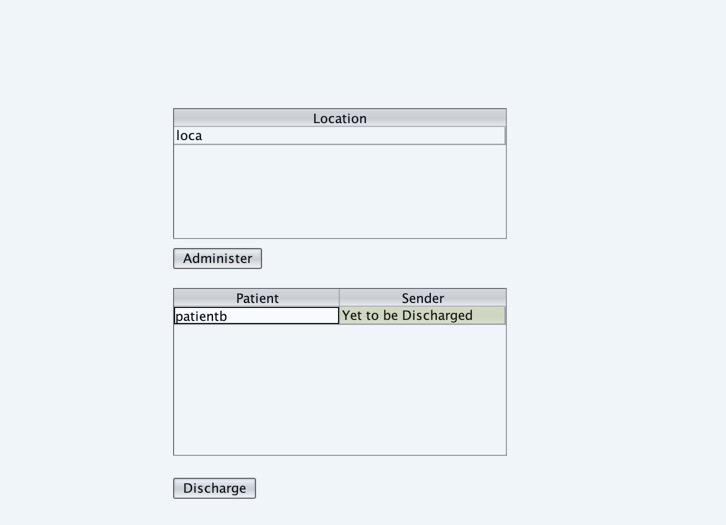 Location
loca
Administer
Patient Sender
patientb Yet to be Discharged
Discharge